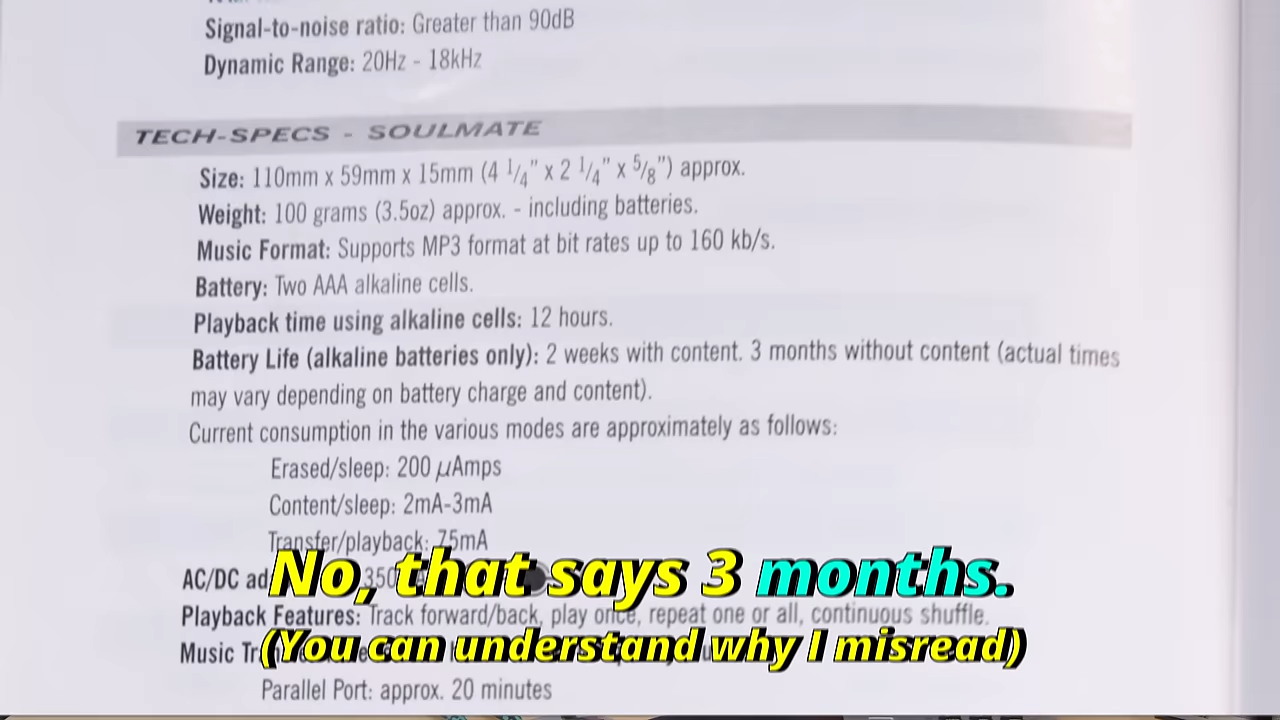 Signal-to-noise ratio: Greater than 90dB
Dynamic Range: 20Hz - 18kHz
TECH-SPECS - SOULMATE
Size: 110mm x 59mm x 15mm (4 1/4" x 2 1/4" x 5/8") approx.
Weight: 100 grams (3.5oz) approx. - including batteries.
Music Format: Supports MP3 format at bit rates up to 160 kb/s.
Battery: Two AAA alkaline cells.
Playback time using alkaline cells: 12 hours.
Battery Life (alkaline batteries only): 2 weeks with content. 3 months without content (actual times
may vary depending on battery charge and content).
Current consumption in the various modes are approximately as follows:
Erased/sleep: 200 µAmps
Content/sleep: 2mA-3mA
Transfer/playback: 75mA
No, that says 3 months.
AC/DC
Playback Features: Track forward/back, play once, repeat one or all, continuous shuffle.
(You can understand why I misread)
Music
Parallel Port: approx. 20 minutes